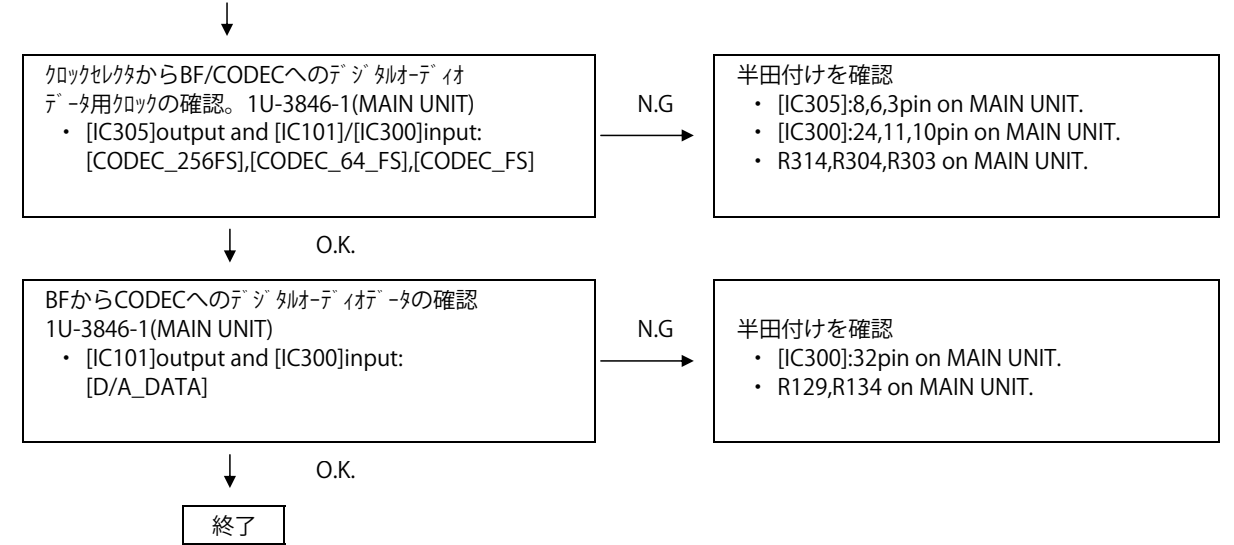 ｸﾛｯｸｾﾚｸﾀからBF/CODECへのﾃﾞｼﾞﾀﾙｵｰﾃﾞｨｵ
ﾃﾞｰﾀ用ｸﾛｯｸの確認。1U-3846-1(MAIN UNIT)
・ [IC305]output and [IC101]/[IC300]input:
[CODEC_256FS],[CODEC_64_FS],[CODEC_FS]
N.G
半田付けを確認
・ [IC305]:8,6,3pin on MAIN UNIT.
・ [IC300]:24,11,10pin on MAIN UNIT.
・ R314,R304,R303 on MAIN UNIT.
O.K.
BFからCODECへのﾃﾞｼﾞﾀﾙｵｰﾃﾞｨｵﾃﾞｰﾀの確認
1U-3846-1(MAIN UNIT)
・ [IC101]output and [IC300]input:
[D/A_DATA]
N.G
半田付けを確認
・ [IC300]:32pin on MAIN UNIT.
・ R129,R134 on MAIN UNIT.
O.K.
終了